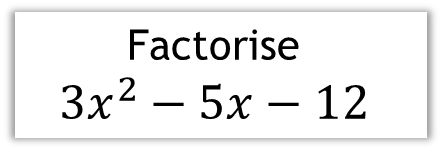 Factorise
3x² − 5x − 12